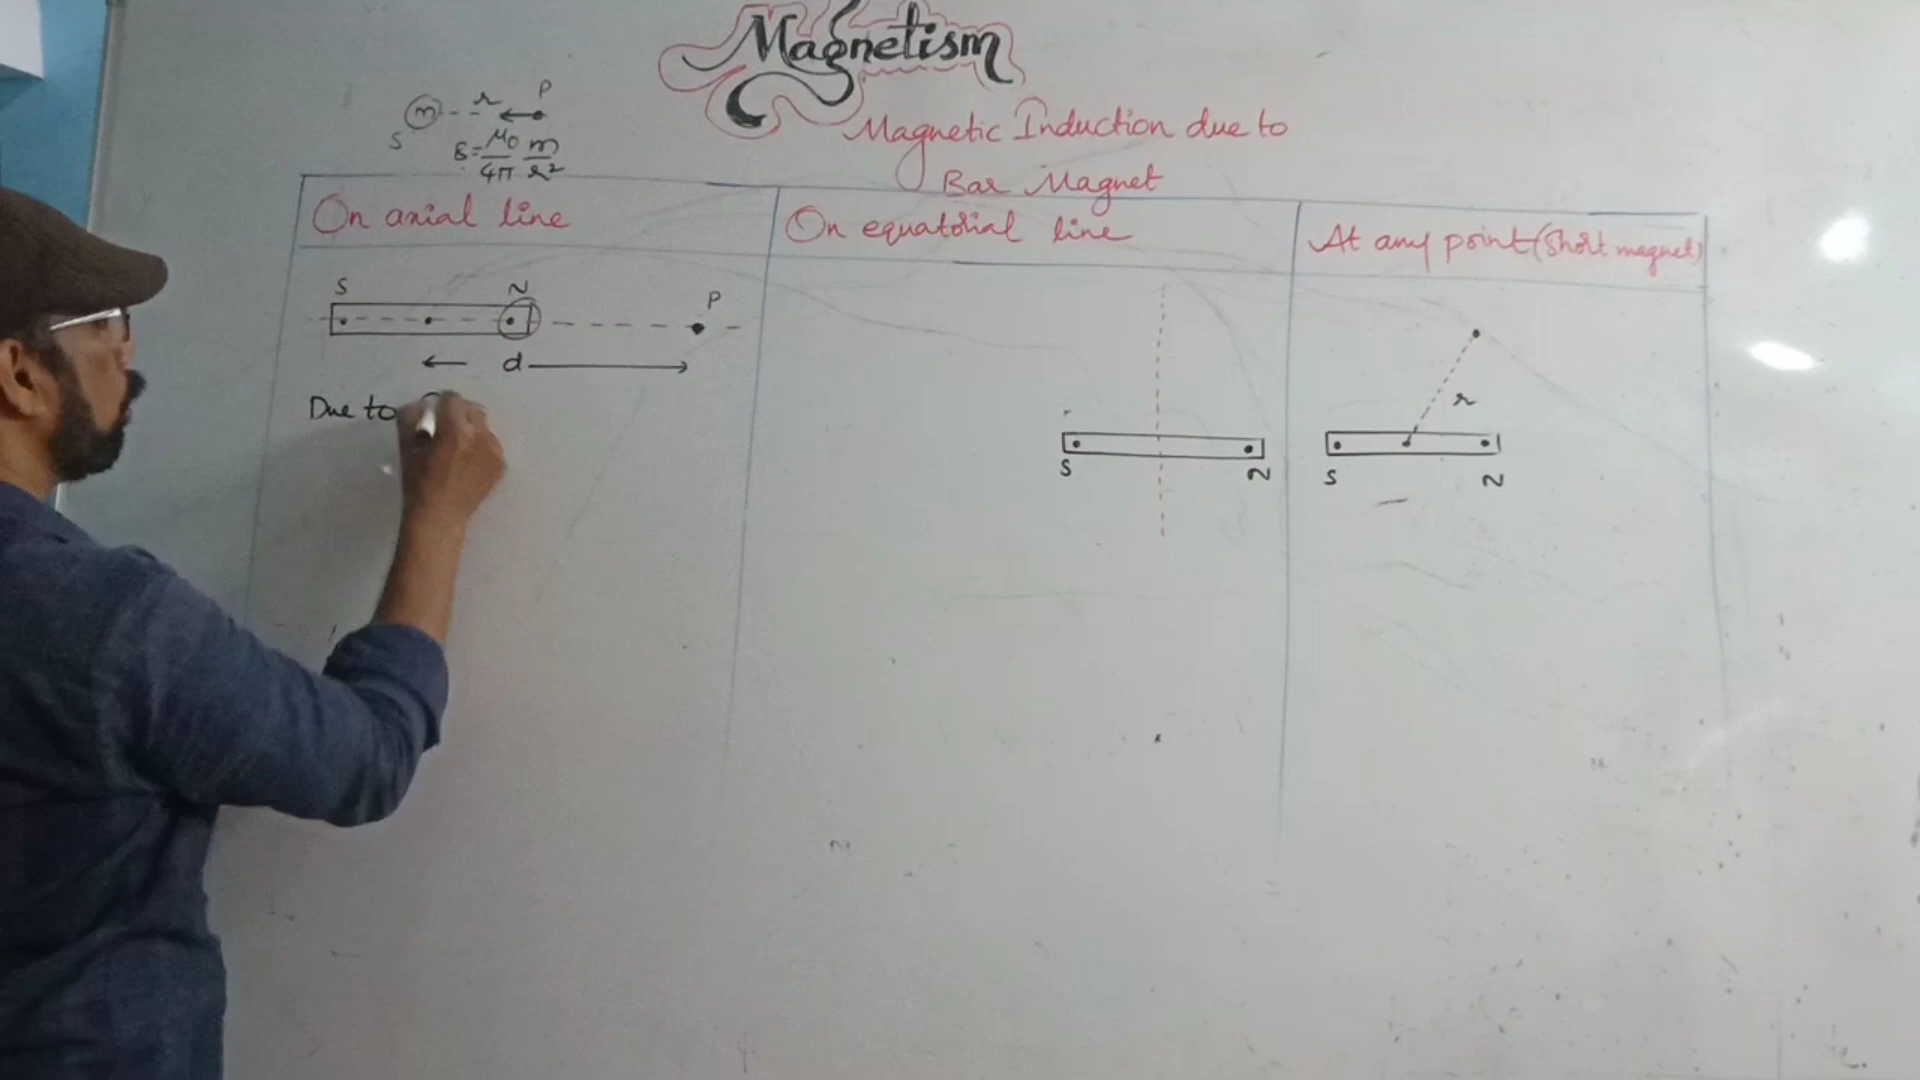 Magnetism
Magnetic Induction due to
Bar Magnet
m r P
S
B = μ0/4π m/r²
On axial line
On equatorial line
At any point (Short magnet)
S N P
d
Due to
S N
r
S N